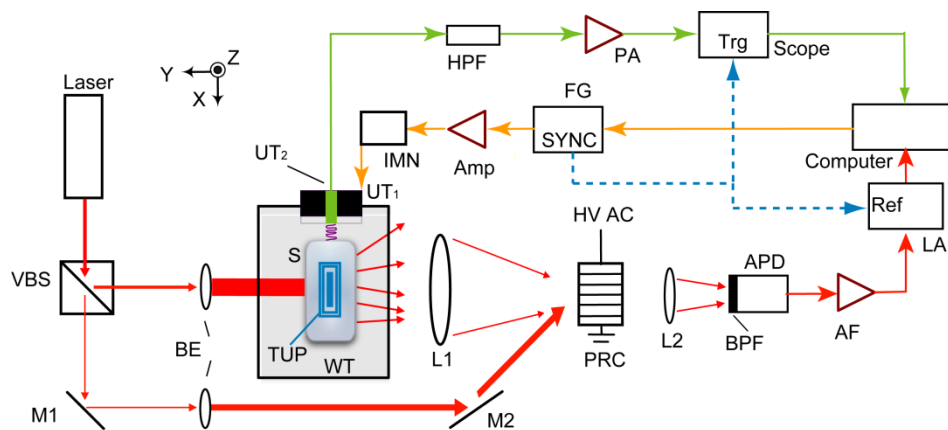 Trg
Scope
HPF
PA
Z
Y
X
Laser
FG
SYNC
IMN
Amp
Computer
UT2
UT1
Ref
LA
HV AC
S
VBS
APD
TUP
WT
L1
L2
BPF
AF
BE
PRC
M1
M2